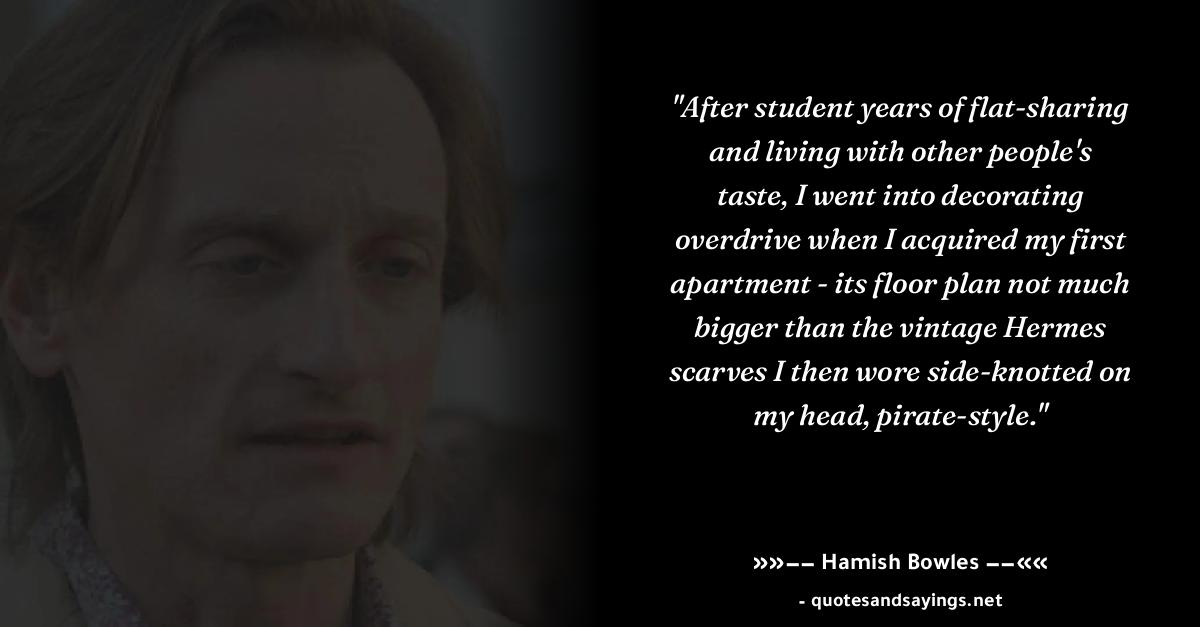 "After student years of flat-sharing
and living with other people's
taste, I went into decorating
overdrive when I acquired my first
apartment - its floor plan not much
bigger than the vintage Hermes
scarves I then wore side-knotted on
my head, pirate-style."
»»–– Hamish Bowles ––««
- quotesandsayings.net